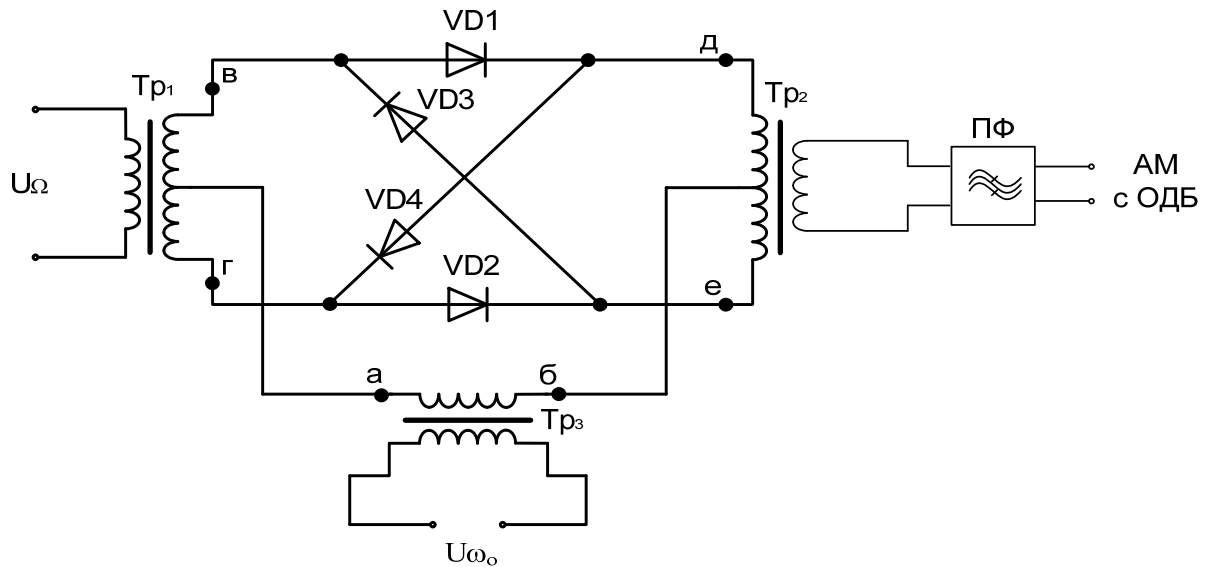 VD1
д
в
Тр₁
VD3
Тр₂
ПФ
АМ
с ОДБ
UΩ
VD4
г
VD2
е
а
б
Тр₃
Uω₀